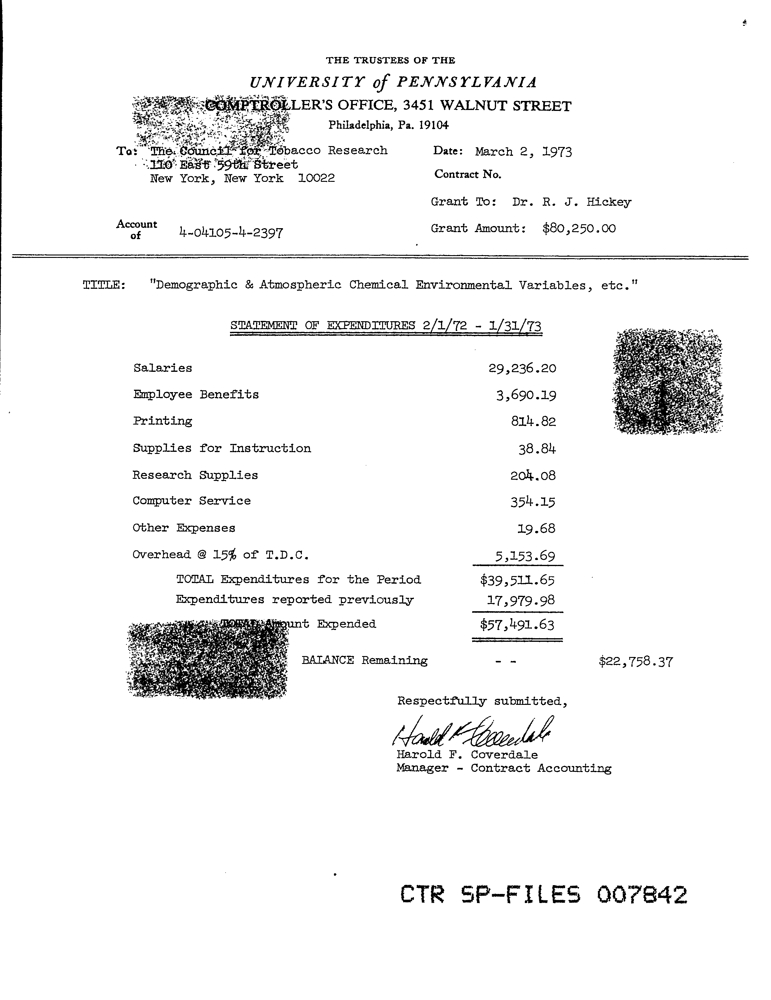 THE TRUSTEES OF THE
UNIVERSITY of PENNSYLVANIA
COMPTROLLER'S OFFICE, 3451 WALNUT STREET
Philadelphia, Pa. 19104
To: The Council for Tobacco Research Date: March 2, 1973
110 East 59th Street
New York, New York 10022 Contract No.
Grant To: Dr. R. J. Hickey
Account of 4-04105-4-2397 Grant Amount: $80,250.00
TITLE: "Demographic & Atmospheric Chemical Environmental Variables, etc."
STATEMENT OF EXPENDITURES 2/1/72 - 1/31/73
Salaries 29,236.20
Employee Benefits 3,690.19
Printing 814.82
Supplies for Instruction 38.84
Research Supplies 204.08
Computer Service 354.15
Other Expenses 19.68
Overhead @ 15% of T.D.C. 5,153.69
TOTAL Expenditures for the Period $39,511.65
Expenditures reported previously 17,979.98
TOTAL Amount Expended $57,491.63
BALANCE Remaining - - $22,758.37
Respectfully submitted,
Harold F. Coverdale
Harold F. Coverdale
Manager - Contract Accounting
CTR SP-FILES 007842